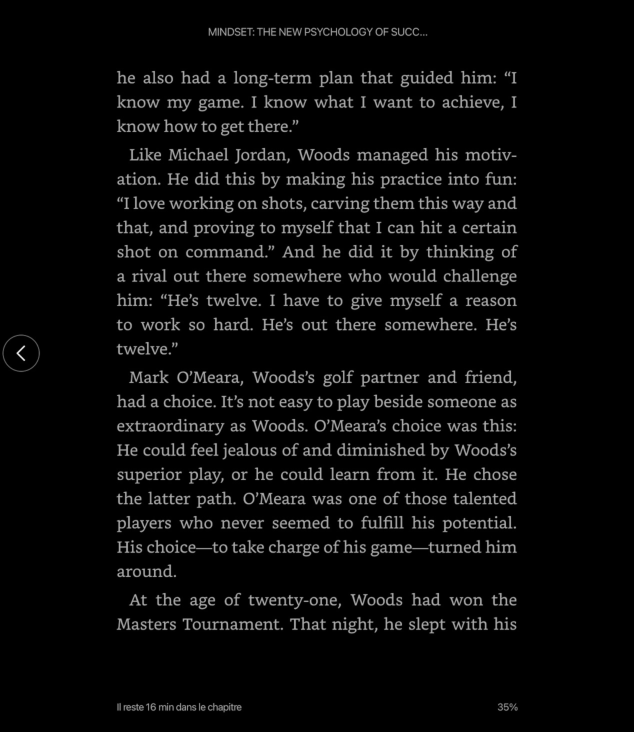 MINDSET: THE NEW PSYCHOLOGY OF SUCC...
he also had a long-term plan that guided him: “I
know my game. I know what I want to achieve, I
know how to get there.”
Like Michael Jordan, Woods managed his motiv-
ation. He did this by making his practice into fun:
“I love working on shots, carving them this way and
that, and proving to myself that I can hit a certain
shot on command.” And he did it by thinking of
a rival out there somewhere who would challenge
him: “He’s twelve. I have to give myself a reason
to work so hard. He’s out there somewhere. He’s
twelve.”
Mark O’Meara, Woods’s golf partner and friend,
had a choice. It’s not easy to play beside someone as
extraordinary as Woods. O’Meara’s choice was this:
He could feel jealous of and diminished by Woods’s
superior play, or he could learn from it. He chose
the latter path. O’Meara was one of those talented
players who never seemed to fulfill his potential.
His choice—to take charge of his game—turned him
around.
At the age of twenty-one, Woods had won the
Masters Tournament. That night, he slept with his
Il reste 16 min dans le chapitre
35%